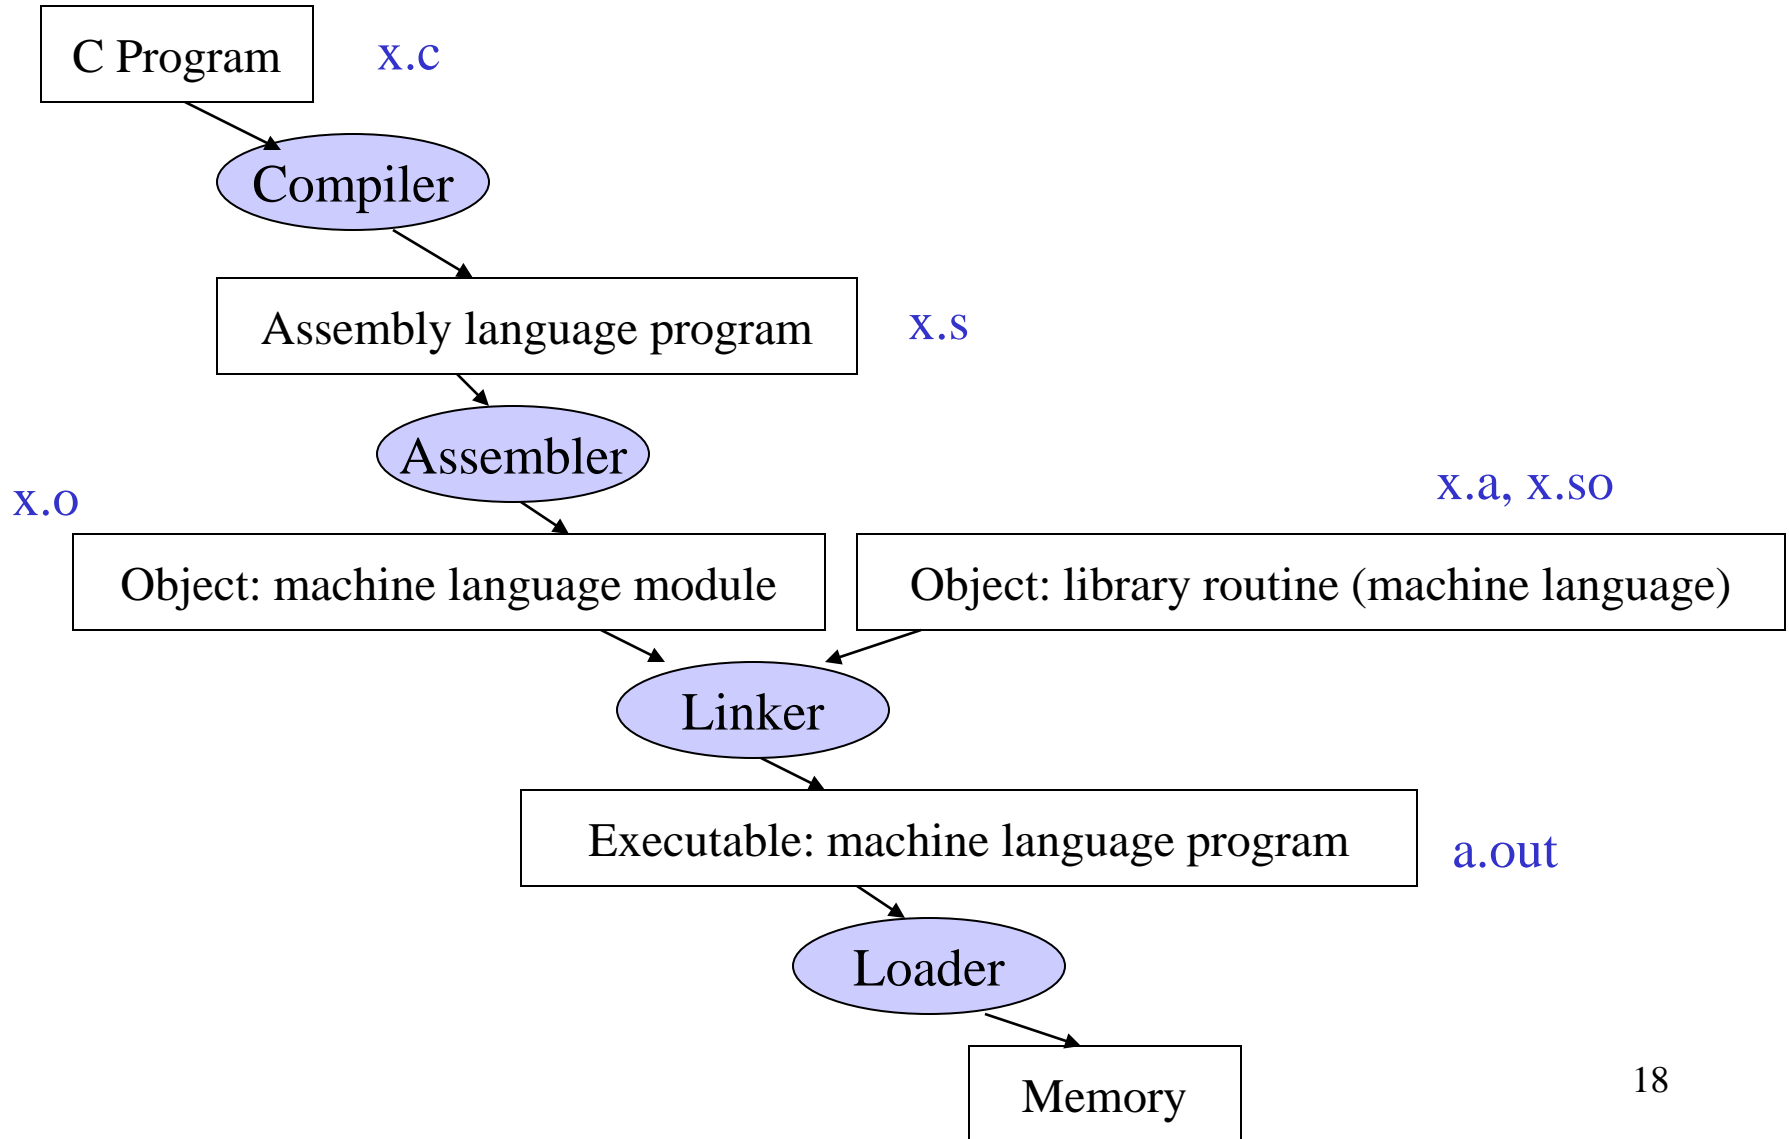 C Program
x.c
Compiler
Assembly language program
x.s
Assembler
x.o
x.a, x.so
Object: machine language module
Object: library routine (machine language)
Linker
Executable: machine language program
a.out
Loader
Memory
18